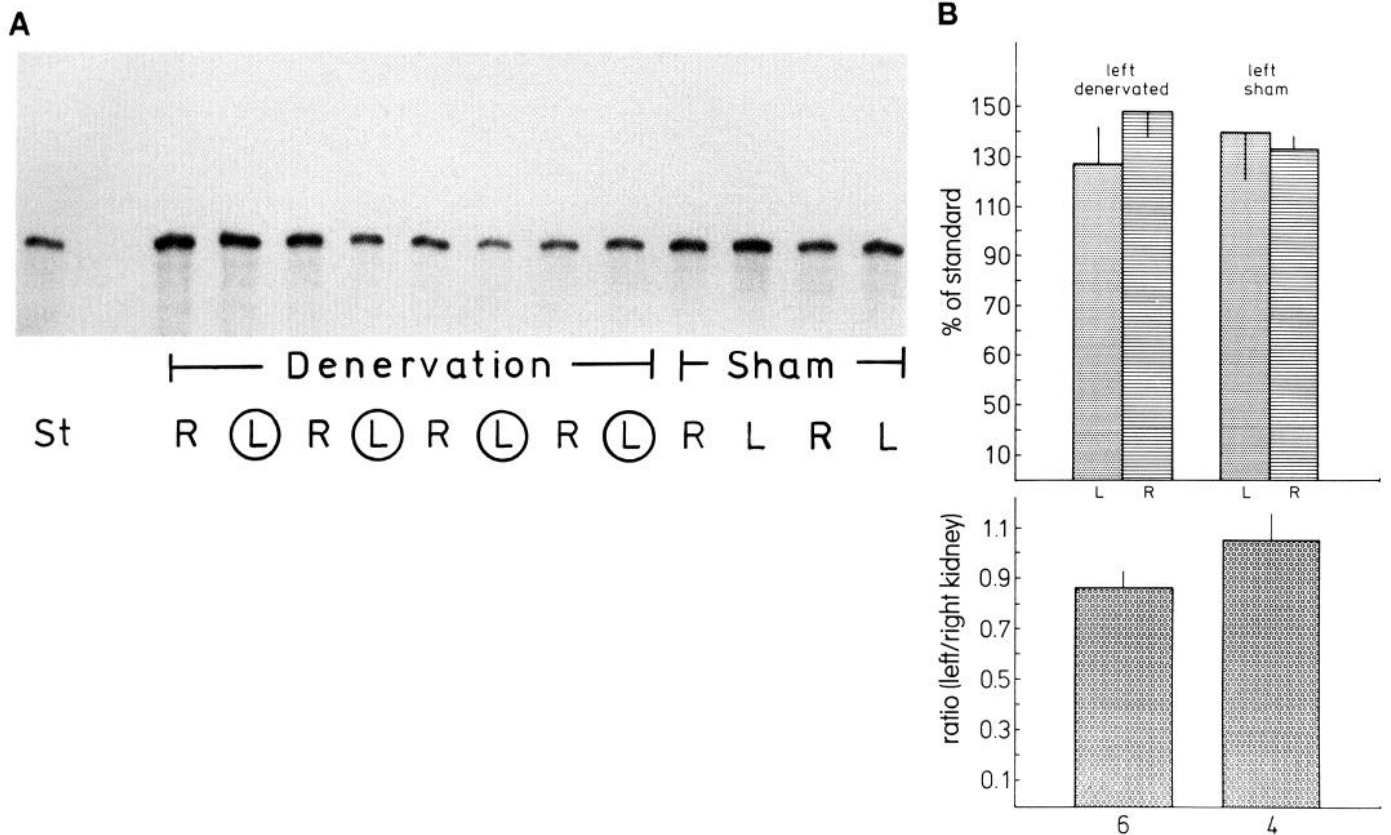 A
Denervation Sham
St R L R L R L R L R L R L
B
left denervated
left sham
% of standard
150
130
110
90
70
60
50
10
L R L R
ratio (left/right kidney)
1.1
0.9
0.7
0.5
0.3
0.1
6 4